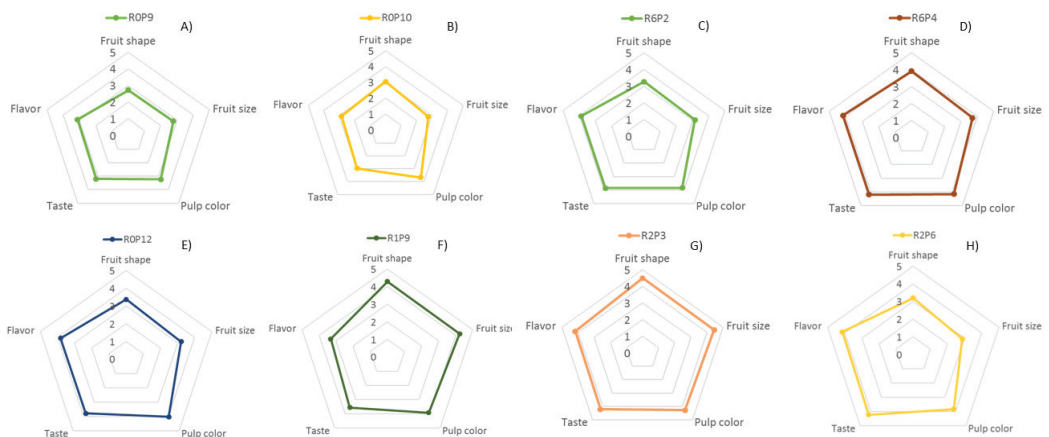 R0P9
A)
Fruit shape
5
4
3
2
1
0
Flavor
Fruit size
Taste
Pulp color
R0P10
B)
Fruit shape
5
4
3
2
1
0
Flavor
Fruit size
Taste
Pulp color
R6P2
C)
Fruit shape
5
4
3
2
1
0
Flavor
Fruit size
Taste
Pulp color
R6P4
D)
Fruit shape
5
4
3
2
1
0
Flavor
Fruit size
Taste
Pulp color
R0P12
E)
Fruit shape
5
4
3
2
1
0
Flavor
Fruit size
Taste
Pulp color
R1P9
F)
Fruit shape
5
4
3
2
1
0
Flavor
Fruit size
Taste
Pulp color
R2P3
G)
Fruit shape
5
4
3
2
1
0
Flavor
Fruit size
Taste
Pulp color
R2P6
H)
Fruit shape
5
4
3
2
1
0
Flavor
Fruit size
Taste
Pulp color